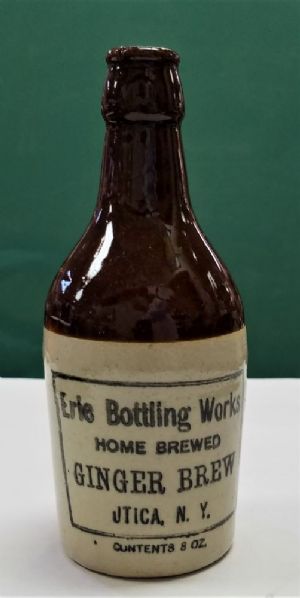 Erie Bottling Works
HOME BREWED
GINGER BREW
UTICA, N. Y.
CONTENTS 8 OZ.